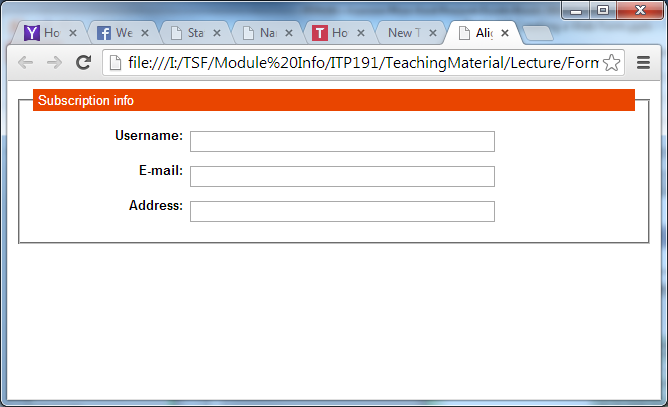 Ho
We
Sta
Nai
Ho
New T
Alig
file:///I:/TSF/Module%20Info/ITP191/TeachingMaterial/Lecture/Form
Subscription info
Username:
E-mail:
Address: